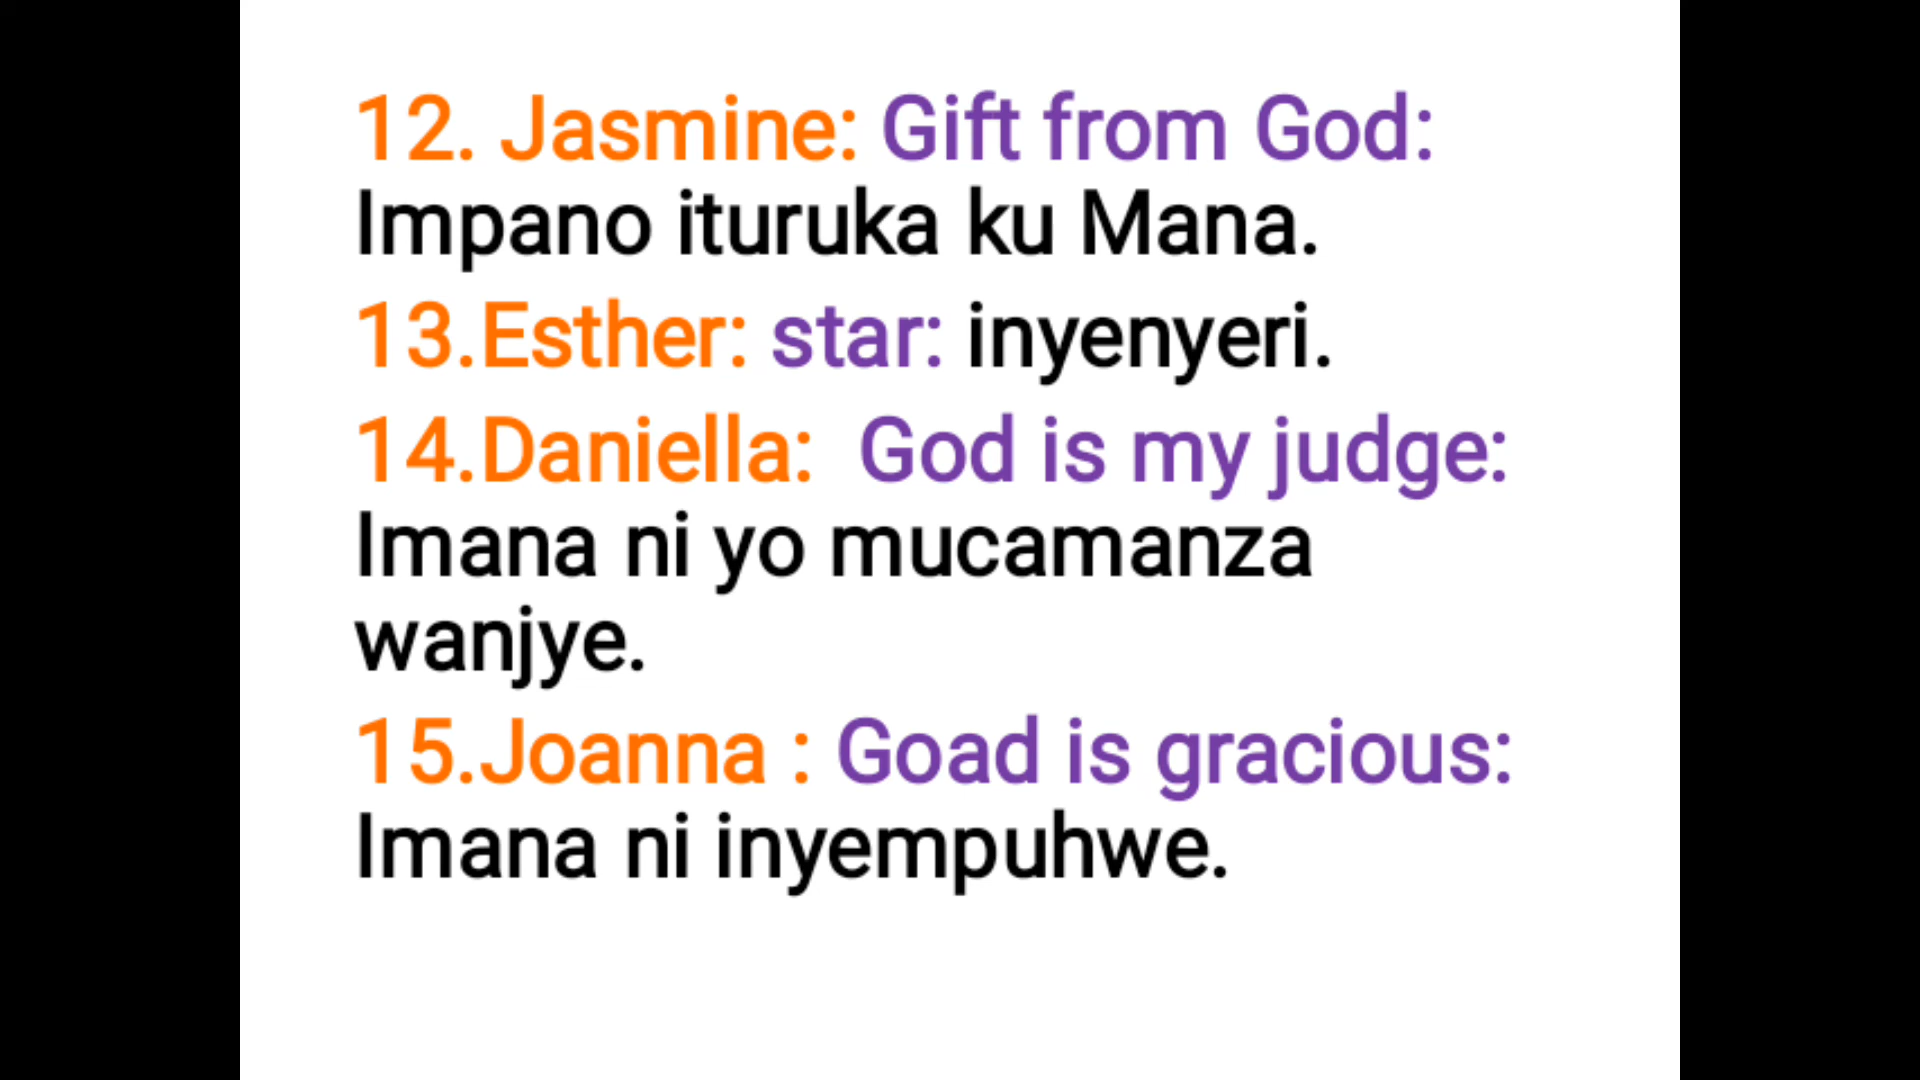 12. Jasmine: Gift from God:
Impano ituruka ku Mana.
13.Esther: star: inyenyeri.
14.Daniella:  God is my judge:
Imana ni yo mucamanza
wanjye.
15.Joanna : Goad is gracious:
Imana ni inyempuhwe.